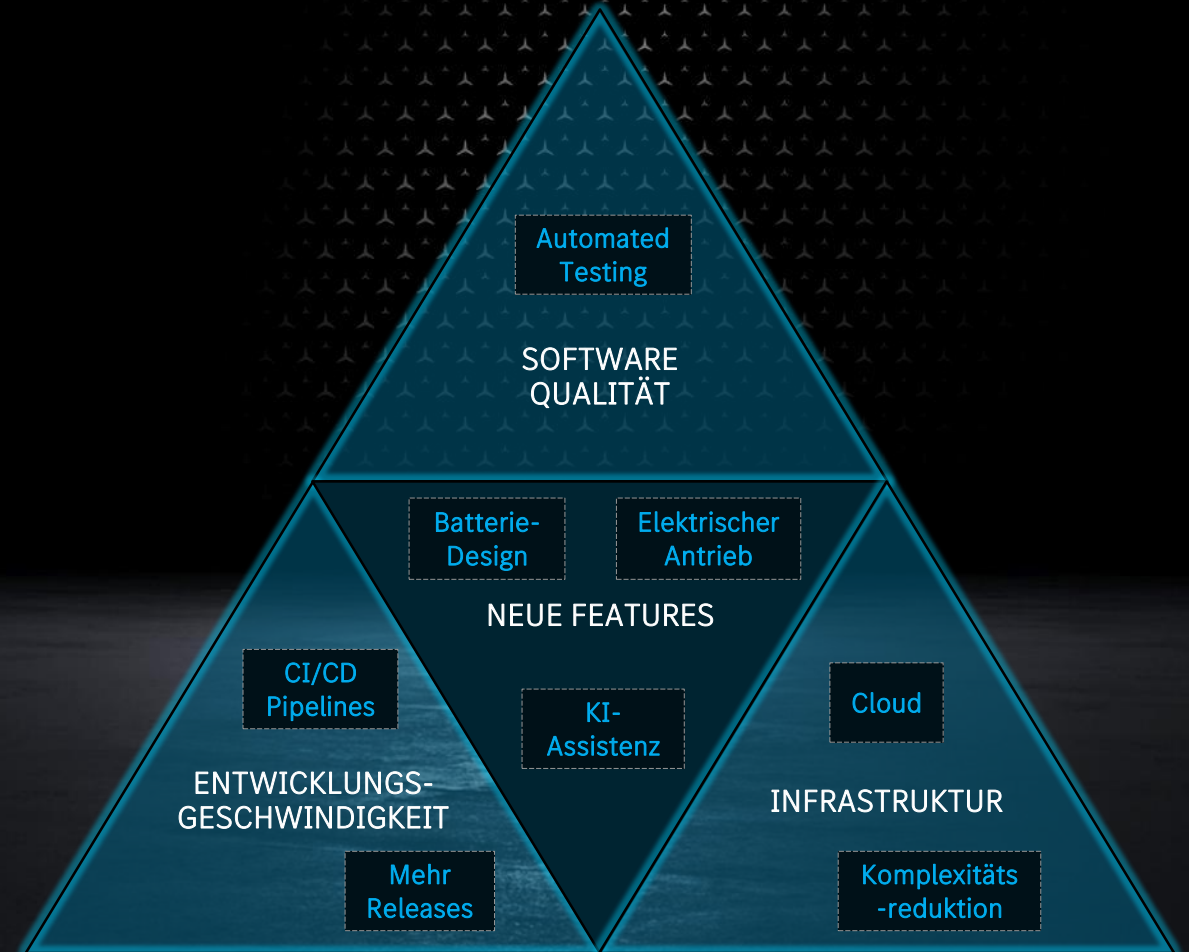 Automated
Testing
SOFTWARE
QUALITÄT
Batterie-
Design
Elektrischer
Antrieb
NEUE FEATURES
KI-
Assistenz
CI/CD
Pipelines
ENTWICKLUNGS-
GESCHWINDIGKEIT
Mehr
Releases
Cloud
INFRASTRUKTUR
Komplexitäts
-reduktion